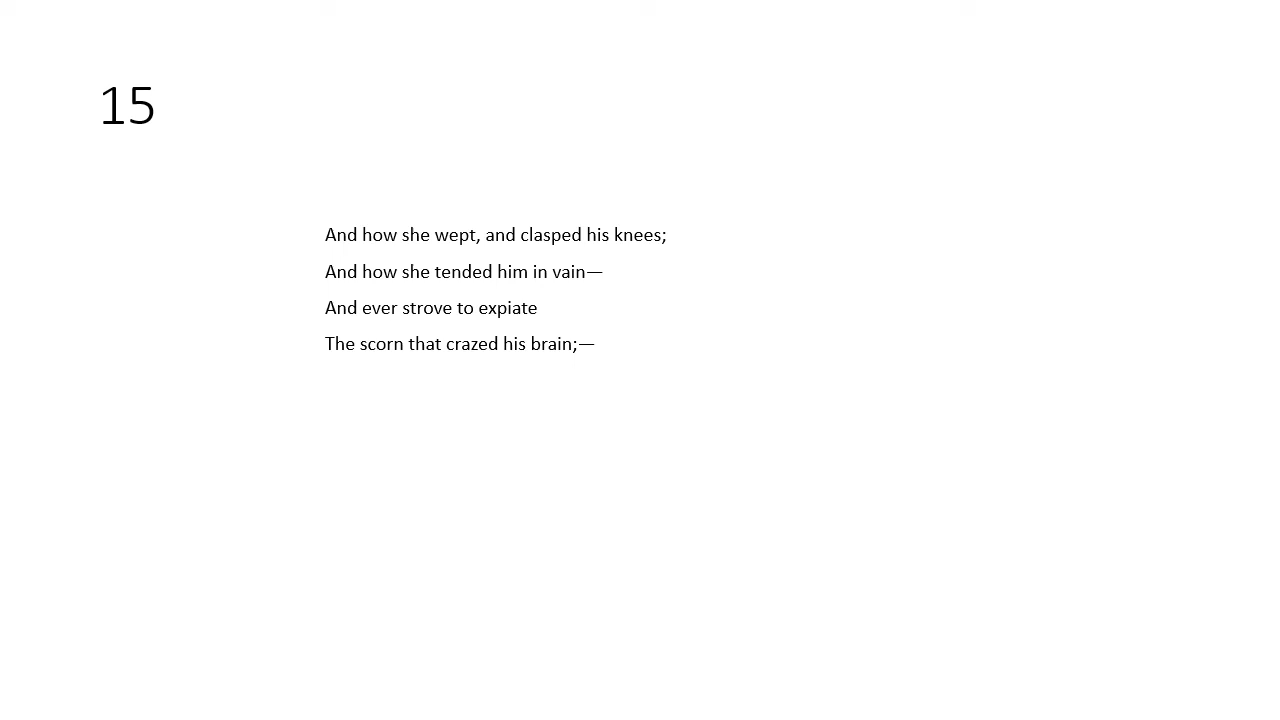 15
And how she wept, and clasped his knees;
And how she tended him in vain—
And ever strove to expiate
The scorn that crazed his brain;—